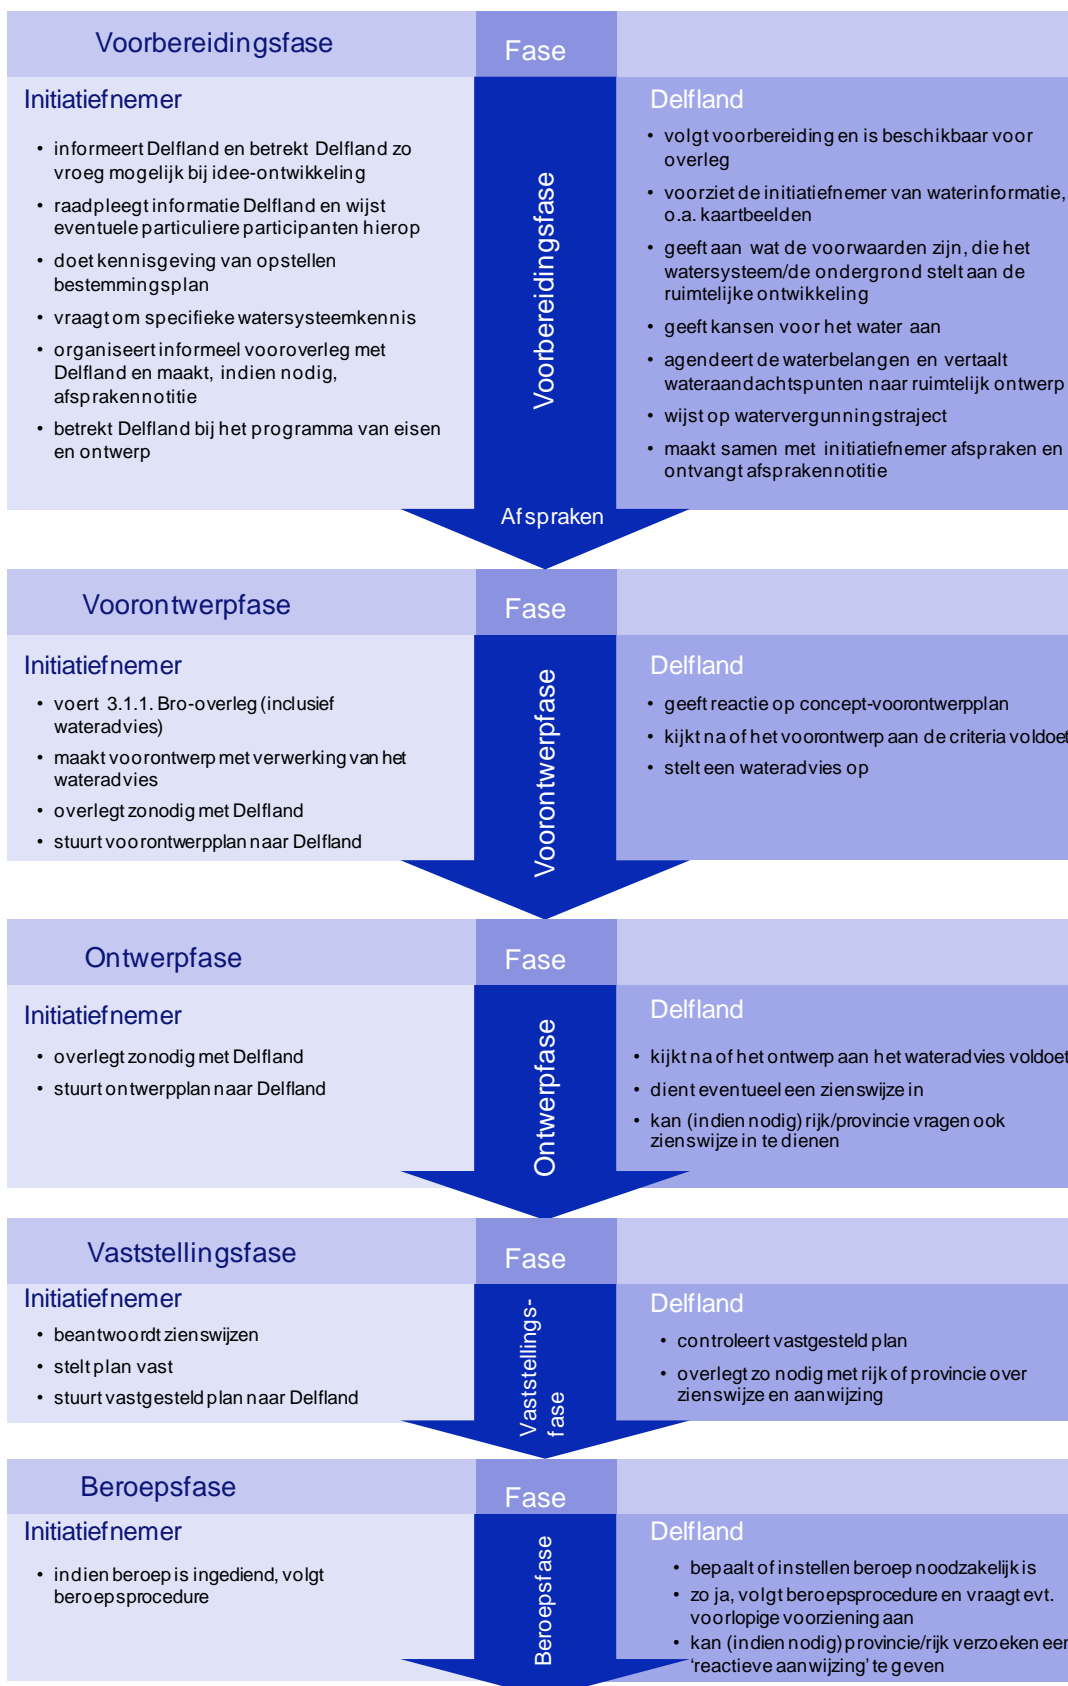 Voorbereidingsfase
Fase
Initiatiefnemer
• informeert Delfland en betrekt Delfland zo
vroeg mogelijk bij idee-ontwikkeling
• raadpleegt informatie Delfland en wijst
eventuele particuliere participanten hierop
• doet kennisgeving van opstellen
bestemmingsplan
• vraagt om specifieke watersysteemkennis
• organiseert informeel vooroverleg met
Delfland en maakt, indien nodig,
afsprakennotitie
• betrekt Delfland bij het programma van eisen
en ontwerp
Voorbereidingsfase
Afspraken
Delfland
• volgt voorbereiding en is beschikbaar voor
overleg
• voorziet de initiatiefnemer van waterinformatie,
o.a. kaartbeelden
• geeft aan wat de voorwaarden zijn, die het
watersysteem/de ondergrond stelt aan de
ruimtelijke ontwikkeling
• geeft kansen voor het water aan
• agendeert de waterbelangen en vertaalt
wateraandachtspunten naar ruimtelijk ontwerp
• wijst op watervergunningstraject
• maakt samen met initiatiefnemer afspraken en
ontvangt afsprakennotitie
Voorontwerpfase
Fase
Initiatiefnemer
• voert 3.1.1. Bro-overleg (inclusief
wateradvies)
• maakt voorontwerp met verwerking van het
wateradvies
• overlegt zonodig met Delfland
• stuurt voorontwerpplan naar Delfland
Voorontwerpfase
Delfland
• geeft reactie op concept-voorontwerpplan
• kijkt na of het voorontwerp aan de criteria voldoet
• stelt een wateradvies op
Ontwerpfase
Fase
Initiatiefnemer
• overlegt zonodig met Delfland
• stuurt ontwerpplan naar Delfland
Ontwerpfase
Delfland
• kijkt na of het ontwerp aan het wateradvies voldoet
• dient eventueel een zienswijze in
• kan (indien nodig) rijk/provincie vragen ook
zienswijze in te dienen
Vaststellingsfase
Fase
Initiatiefnemer
• beantwoordt zienswijzen
• stelt plan vast
• stuurt vastgesteld plan naar Delfland
Vaststellings-
fase
Delfland
• controleert vastgesteld plan
• overlegt zo nodig met rijk of provincie over
zienswijze en aanwijzing
Beroepsfase
Fase
Initiatiefnemer
• indien beroep is ingediend, volgt
beroepsprocedure
Beroepsfase
Delfland
• bepaalt of instellen beroep noodzakelijk is
• zo ja, volgt beroepsprocedure en vraagt evt.
voorlopige voorziening aan
• kan (indien nodig) provincie/rijk verzoeken een
'reactieve aanwijzing' te geven